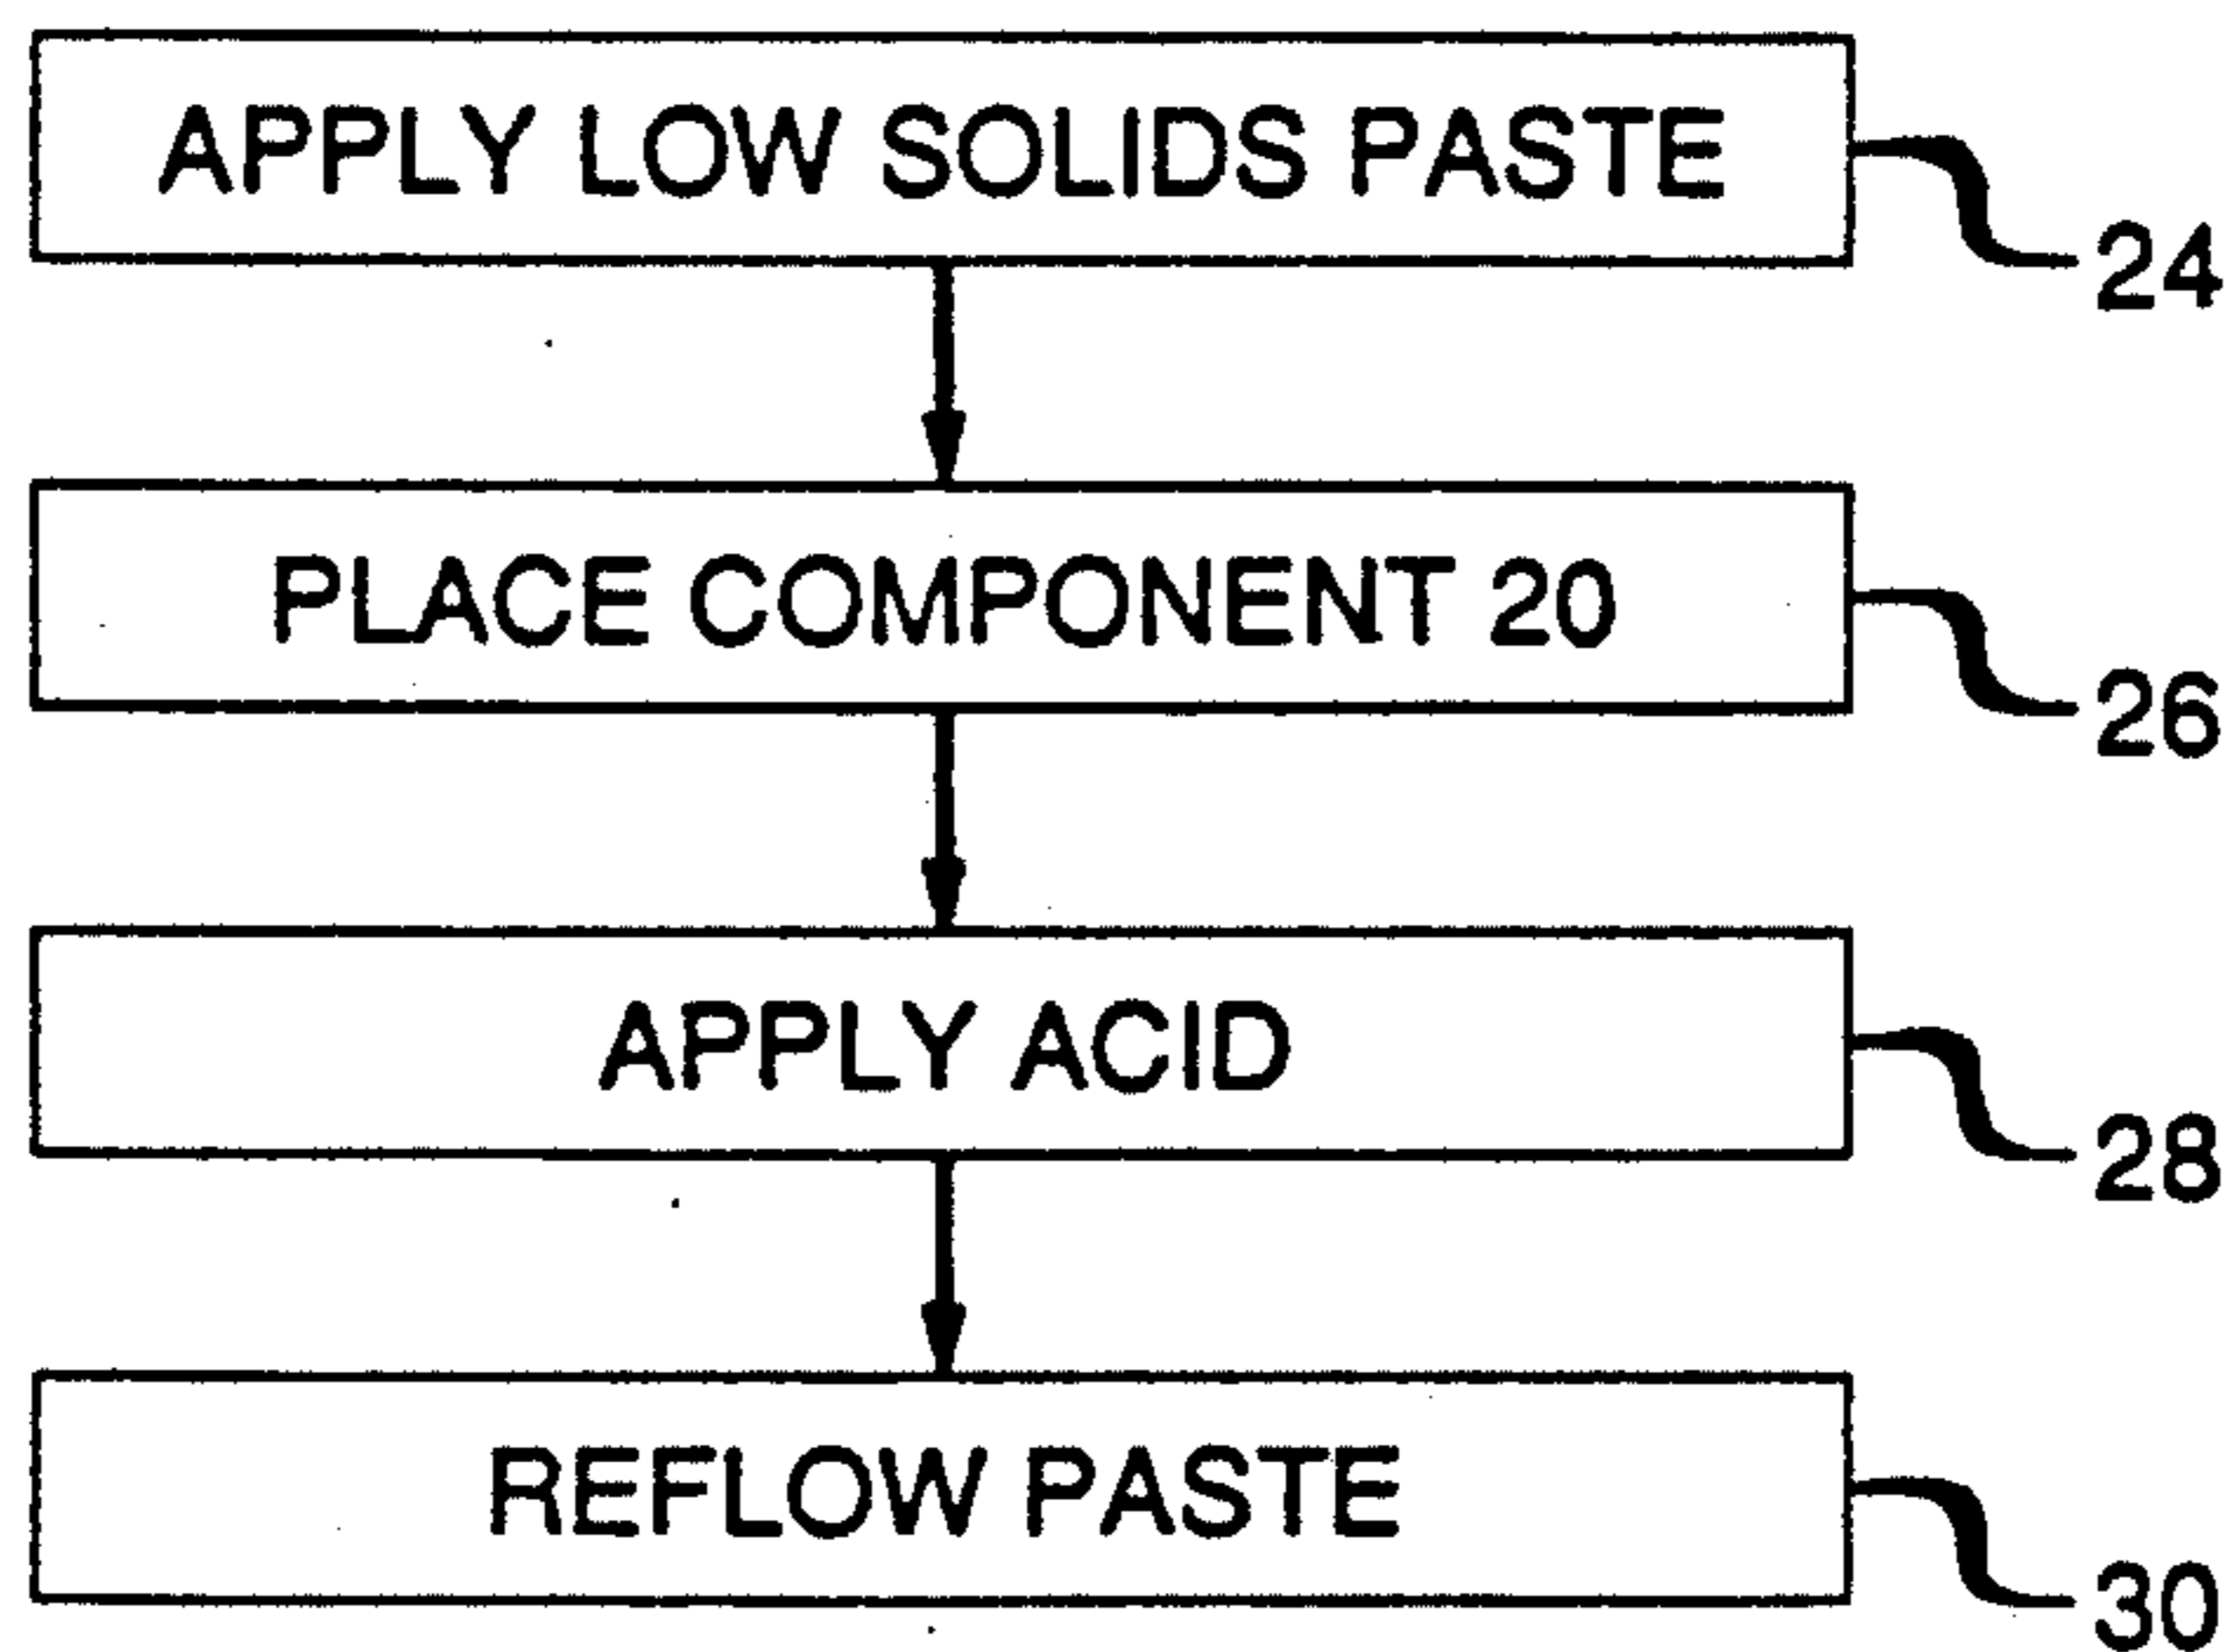 APPLY LOW SOLIDS PASTE
24
PLACE COMPONENT 20
26
APPLY ACID
28
REFLOW PASTE
30